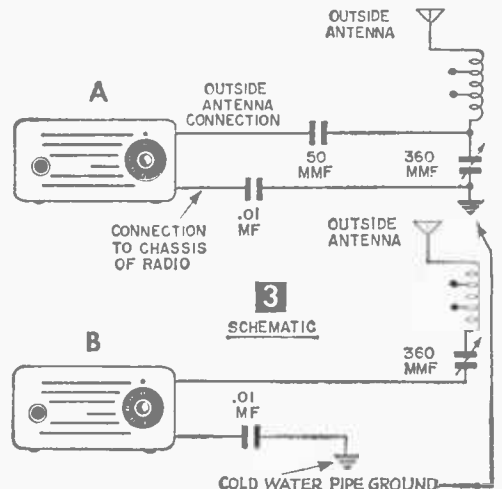 OUTSIDE
ANTENNA
A
OUTSIDE
ANTENNA
CONNECTION
50
MMF
360
MMF
.01
MF
CONNECTION
TO CHASSIS
OF RADIO
OUTSIDE
ANTENNA
3
SCHEMATIC
B
360
MMF
.01
MF
COLD WATER PIPE GROUND